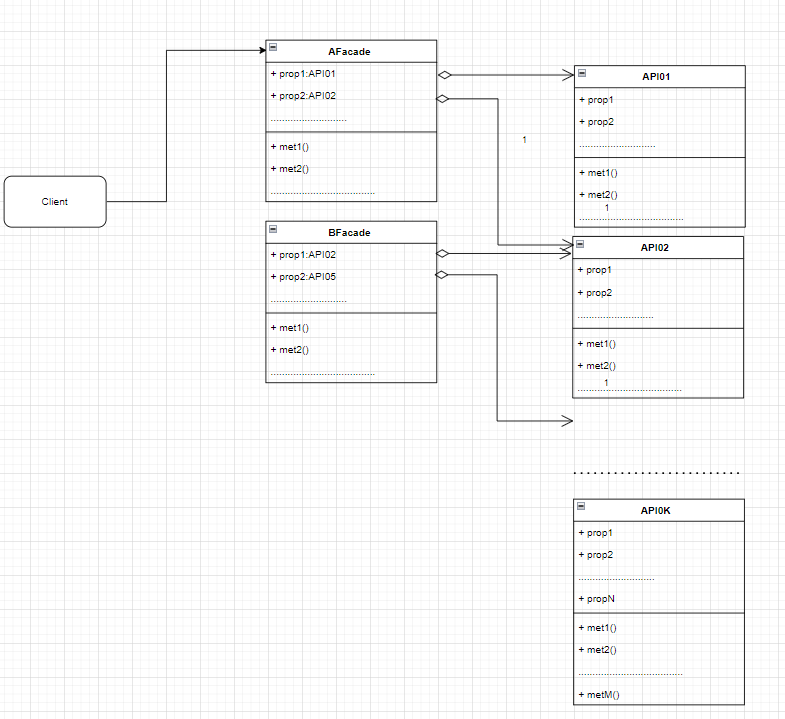 AFacade
+ prop1:API01
+ prop2:API02
...........................
+ met1()
+ met2()
.....................................
Client
BFacade
+ prop1:API02
+ prop2:API05
...........................
+ met1()
+ met2()
.....................................
1
API01
+ prop1
+ prop2
...........................
+ met1()
+ met2()
1
.....................................
API02
+ prop1
+ prop2
...........................
+ met1()
+ met2()
1
.....................................
API0K
+ prop1
+ prop2
...........................
+ propN
+ met1()
+ met2()
.....................................
+ metM()